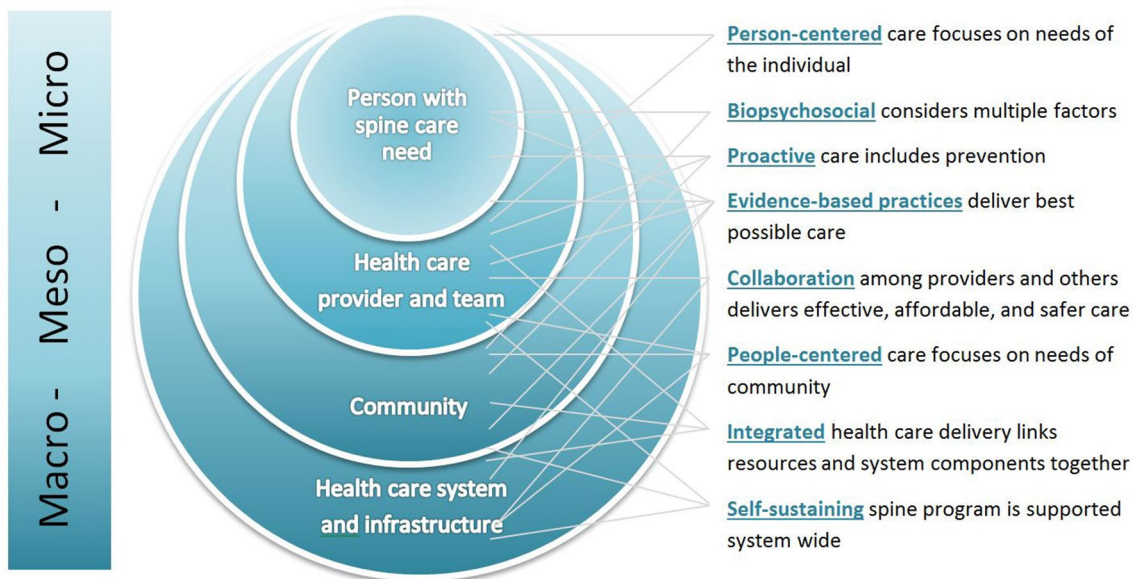 Macro - Meso - Micro
Person with
spine care
need
Health care
provider and team
Community
Health care system
and infrastructure
Person-centered care focuses on needs of
the individual
Biopsychosocial considers multiple factors
Proactive care includes prevention
Evidence-based practices deliver best
possible care
Collaboration among providers and others
delivers effective, affordable, and safer care
People-centered care focuses on needs of
community
Integrated health care delivery links
resources and system components together
Self-sustaining spine program is supported
system wide